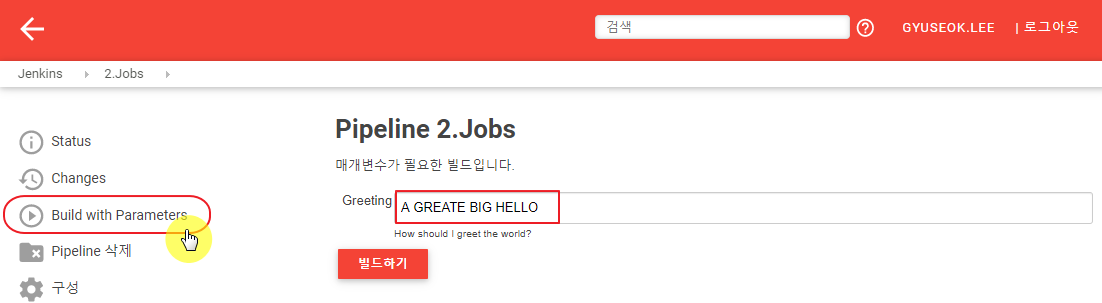 검색
GYUSEOK.LEE
| 로그아웃
Jenkins
2.Jobs
Status
Changes
Build with Parameters
Pipeline 삭제
구성
Pipeline 2.Jobs
매개변수가 필요한 빌드입니다.
Greeting
A GREATE BIG HELLO
How should I greet the world?
빌드하기